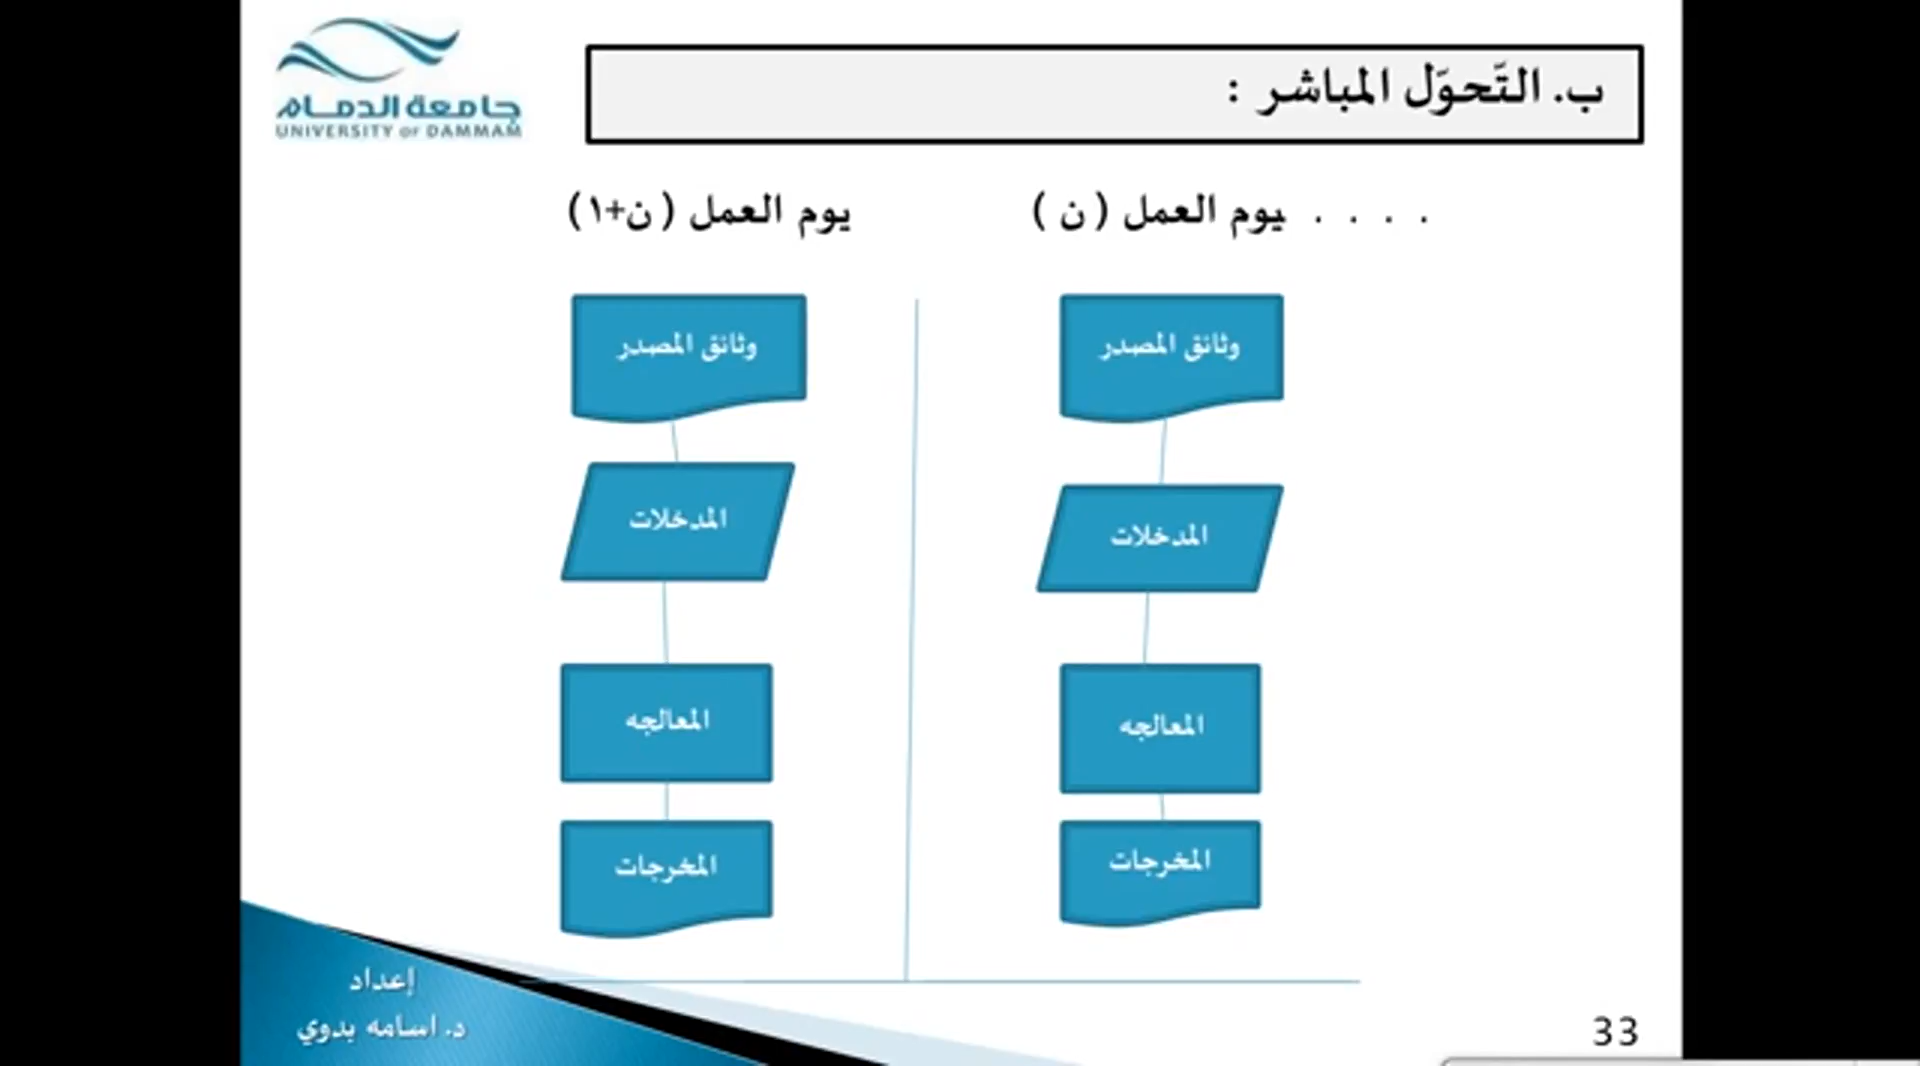 جامعة الدمام
UNIVERSITY OF DAMMAM
ب. التّحوّل المباشر :
. . . . يوم العمل ( ن )
يوم العمل ( ن+١)
وثائق المصدر
المدخلات
المعالجه
المخرجات
وثائق المصدر
المدخلات
المعالجه
المخرجات
إعداد
د. اسامه بدوي
33